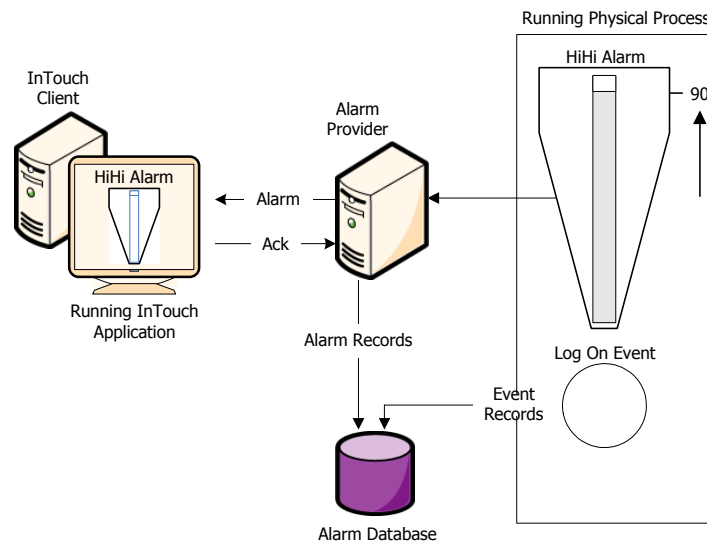 Running Physical Process
HiHi Alarm
90
InTouch
Client
Alarm
Provider
HiHi Alarm
Alarm
Ack
Running InTouch
Application
Alarm Records
Log On Event
Event
Records
Alarm Database